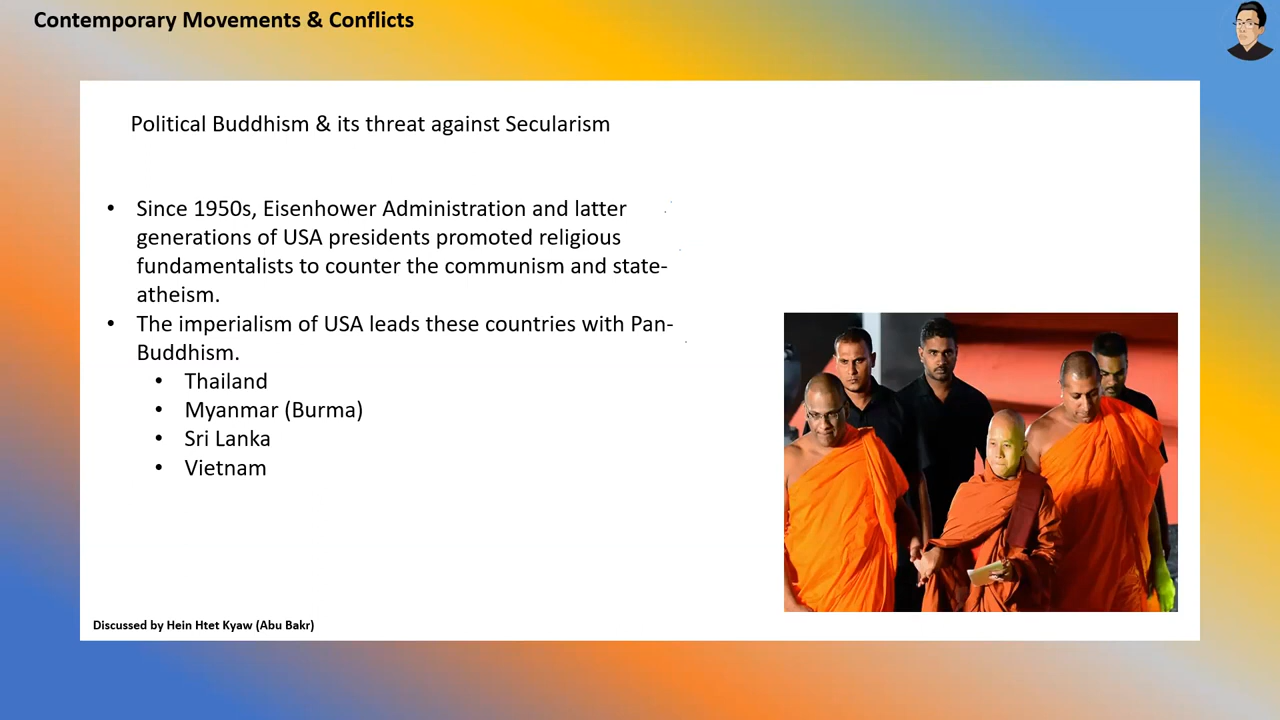 Contemporary Movements & Conflicts
Political Buddhism & its threat against Secularism
• Since 1950s, Eisenhower Administration and latter
generations of USA presidents promoted religious
fundamentalists to counter the communism and state-
atheism.
• The imperialism of USA leads these countries with Pan-
Buddhism.
• Thailand
• Myanmar (Burma)
• Sri Lanka
• Vietnam
Discussed by Hein Htet Kyaw (Abu Bakr)